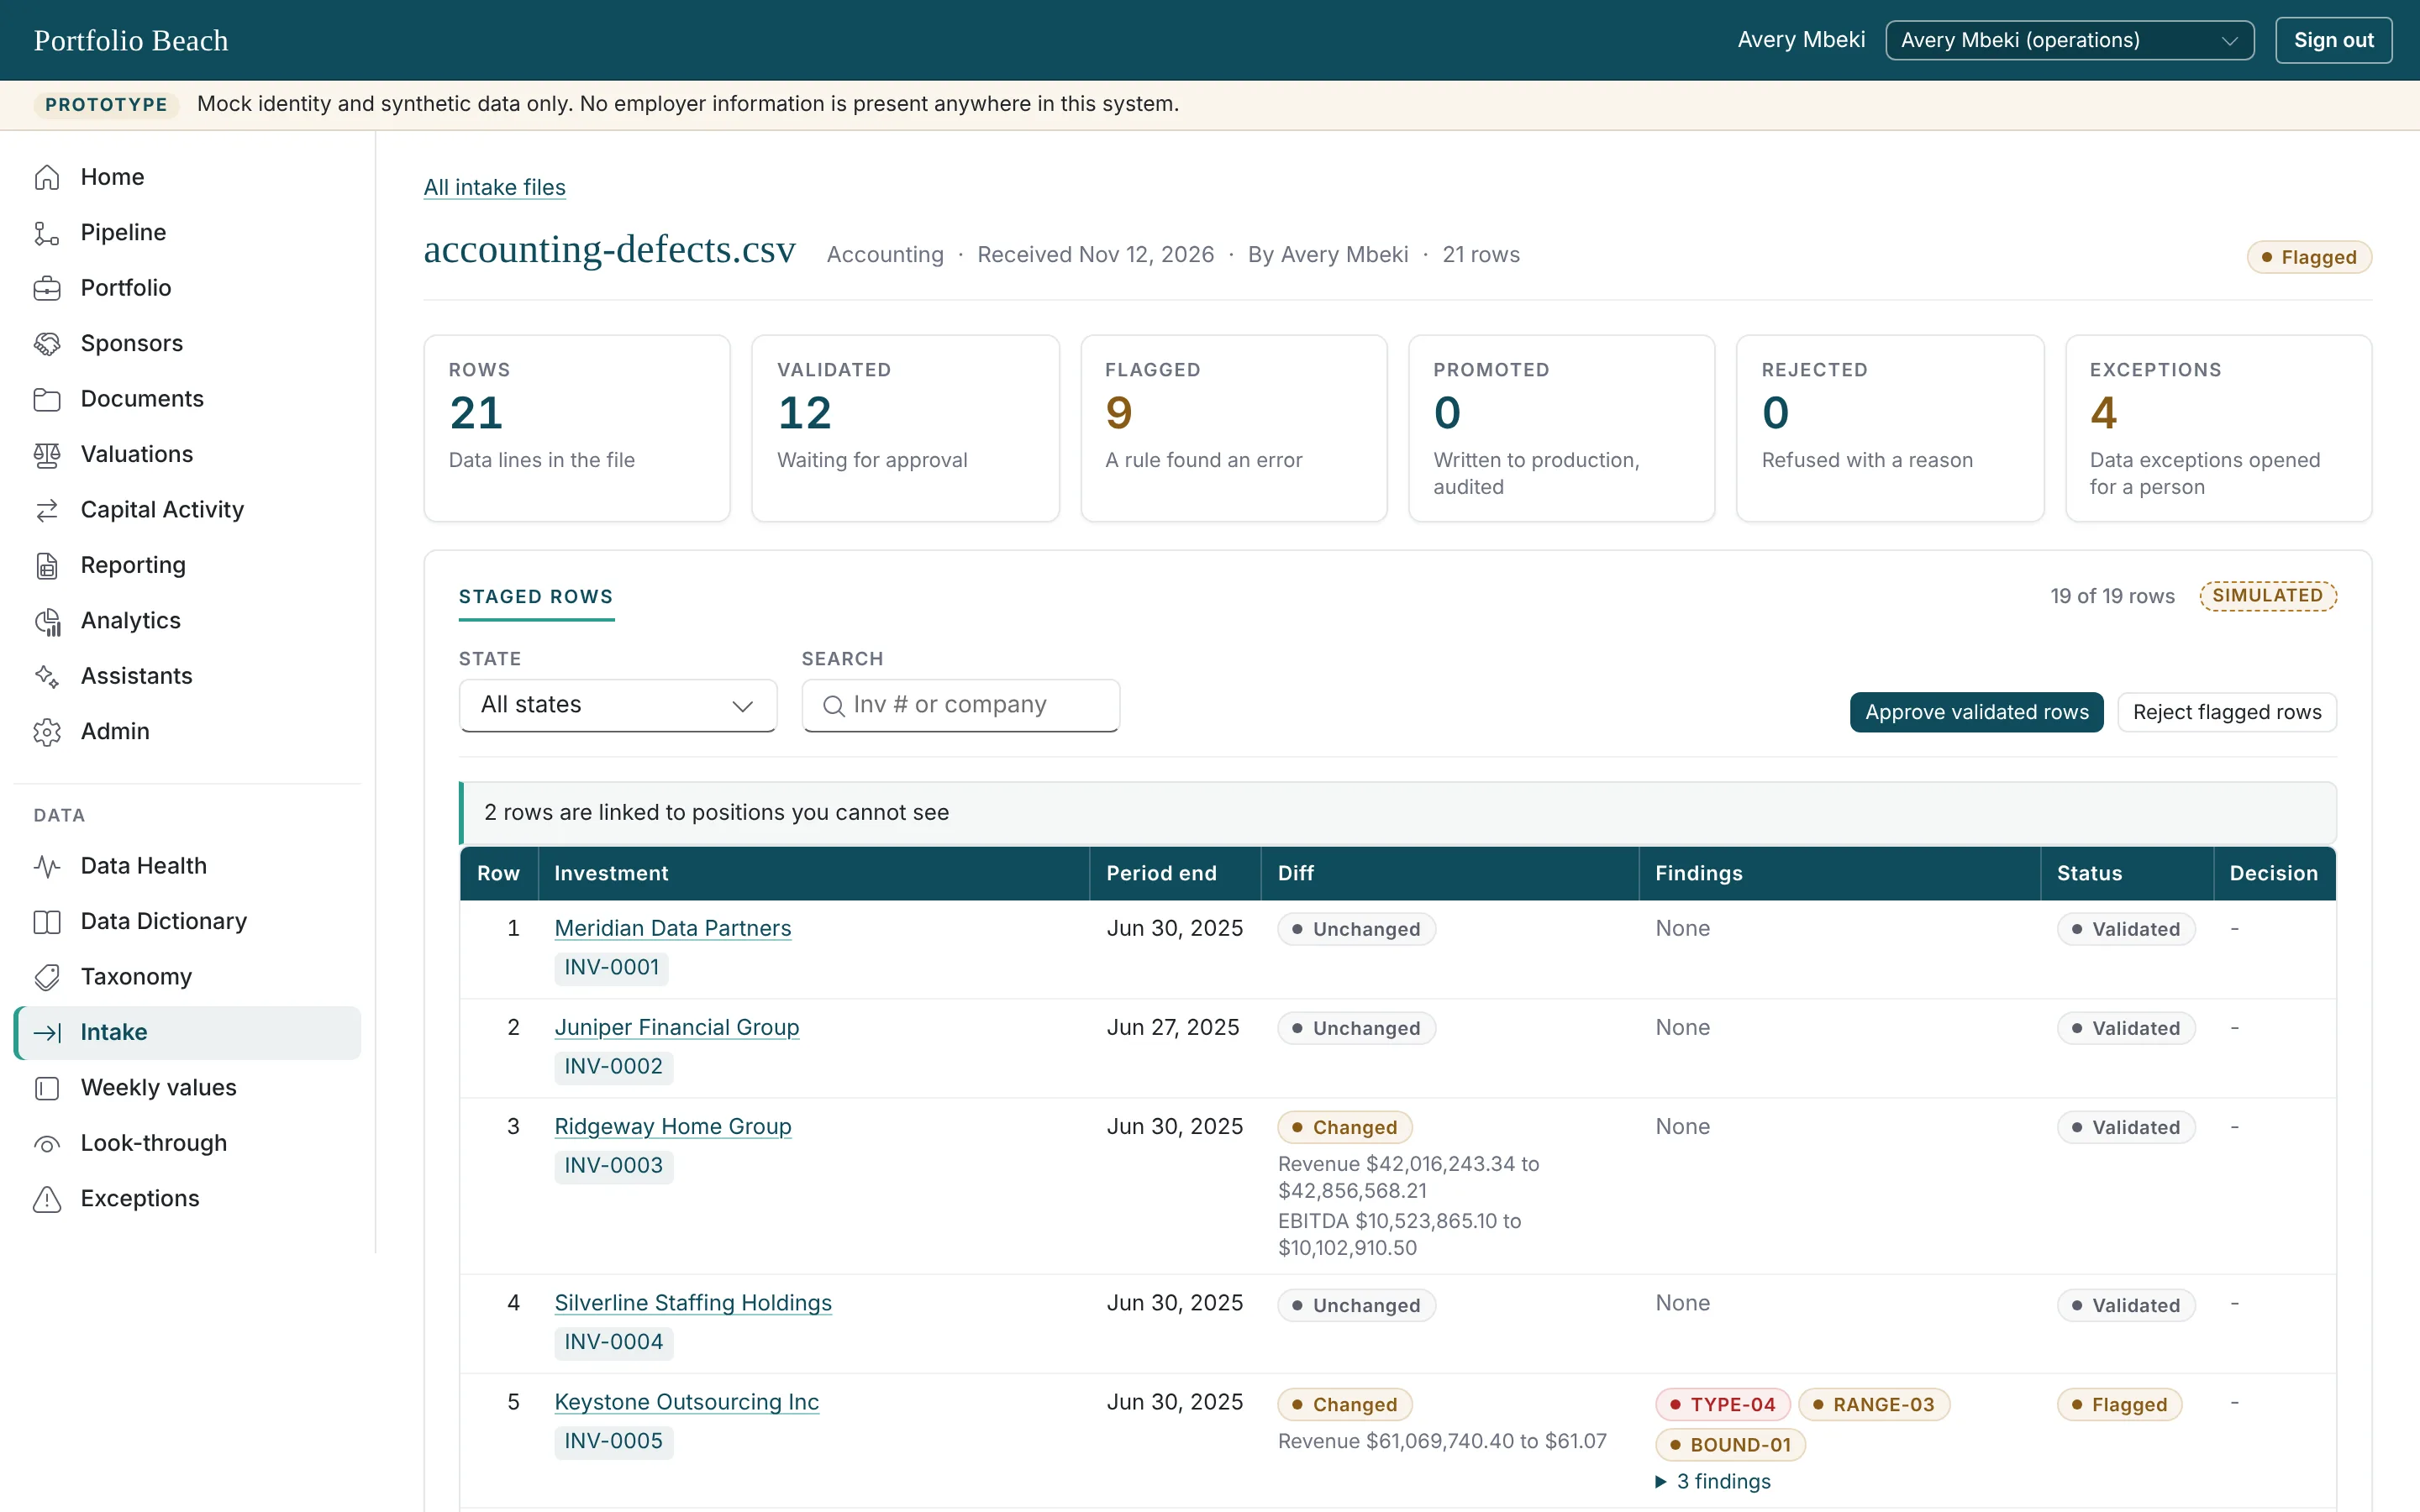 Portfolio Beach
Avery Mbeki
Avery Mbeki (operations)
Sign out
PROTOTYPE
Mock identity and synthetic data only. No employer information is present anywhere in this system.
Home
Pipeline
Portfolio
Sponsors
Documents
Valuations
Capital Activity
Reporting
Analytics
Assistants
Admin
DATA
Data Health
Data Dictionary
Taxonomy
Intake
Weekly values
Look-through
Exceptions
All intake files
accounting-defects.csv
Accounting · Received Nov 12, 2026 · By Avery Mbeki · 21 rows
Flagged
ROWS
21
Data lines in the file
VALIDATED
12
Waiting for approval
FLAGGED
9
A rule found an error
PROMOTED
0
Written to production,
audited
REJECTED
0
Refused with a reason
EXCEPTIONS
4
Data exceptions opened
for a person
STAGED ROWS
19 of 19 rows
SIMULATED
STATE
All states
SEARCH
Inv # or company
Approve validated rows
Reject flagged rows
2 rows are linked to positions you cannot see
Row Investment Period end Diff Findings Status Decision
1 Meridian Data Partners Jun 30, 2025 Unchanged None Validated -
INV-0001
2 Juniper Financial Group Jun 27, 2025 Unchanged None Validated -
INV-0002
3 Ridgeway Home Group Jun 30, 2025 Changed None Validated -
INV-0003
Revenue $42,016,243.34 to
$42,856,568.21
EBITDA $10,523,865.10 to
$10,102,910.50
4 Silverline Staffing Holdings Jun 30, 2025 Unchanged None Validated -
INV-0004
5 Keystone Outsourcing Inc Jun 30, 2025 Changed TYPE-04 RANGE-03 Flagged -
INV-0005
Revenue $61,069,740.40 to $61.07
BOUND-01
3 findings